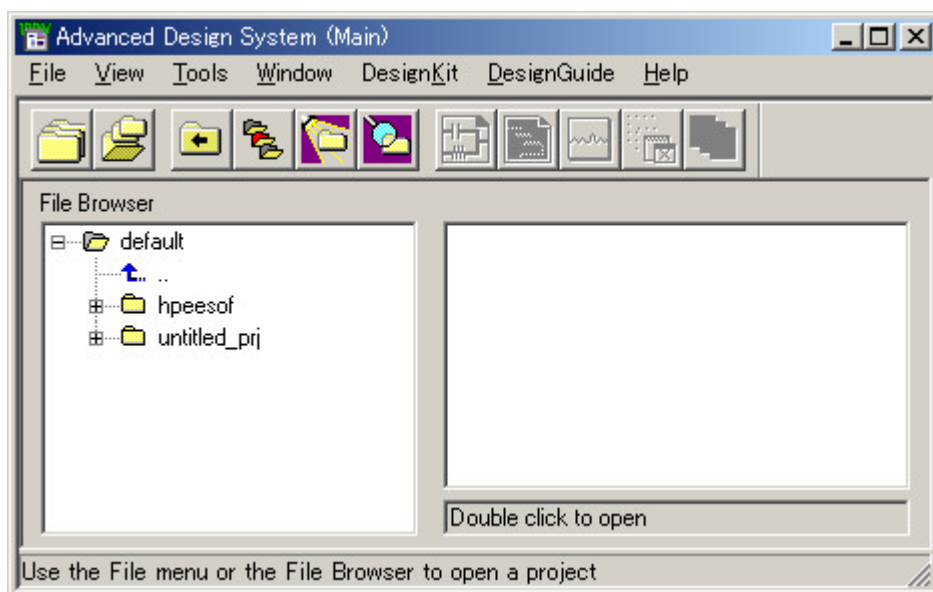 Advanced Design System (Main)
File View Tools Window DesignKit DesignGuide Help
File Browser
default
..
hpeesof
untitled_prj
Double click to open
Use the File menu or the File Browser to open a project